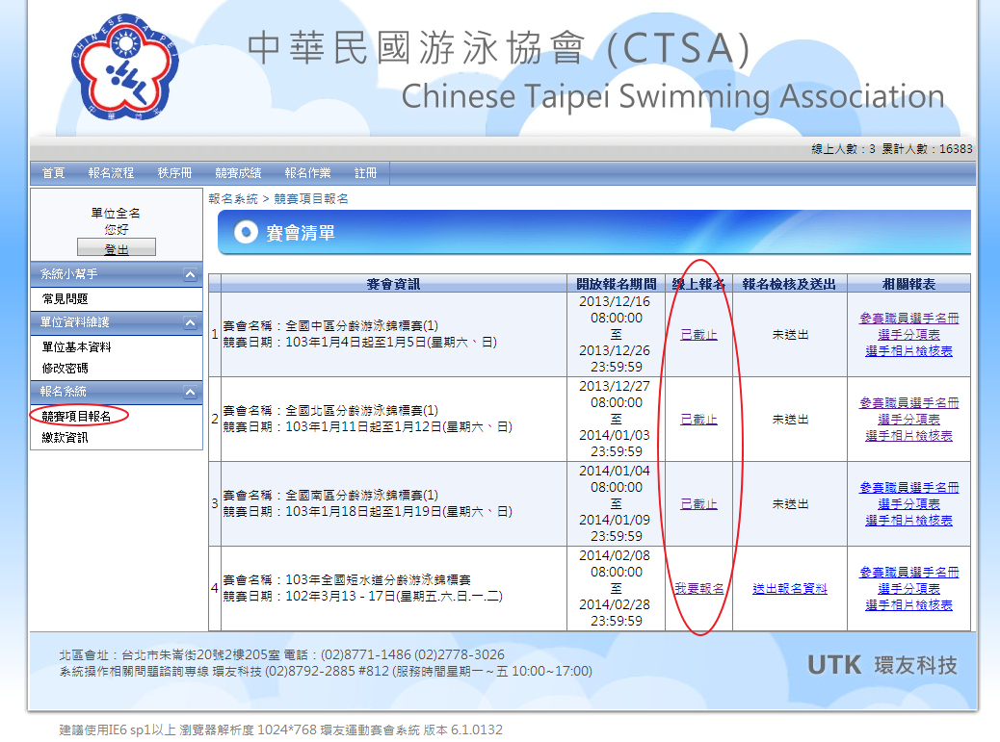 CHINESE TAIPEI
中華台北
中華民國游泳協會 (CTSA)
Chinese Taipei Swimming Association
線上人數：3 累計人數：16383
首頁 報名流程 秩序冊 競賽成績 報名作業 註冊
單位全名
您好
登出
系統小幫手
常見問題
單位資料維護
單位基本資料
修改密碼
報名系統
競賽項目報名
繳款資訊
報名系統 > 競賽項目報名
賽會清單
賽會資訊 開放報名期間 線上報名 報名檢核及送出 相關報表
1
賽會名稱：全國中區分齡游泳錦標賽(1)
競賽日期：103年1月4日起至1月5日(星期六、日)
2013/12/16
08:00:00
至
2013/12/26
23:59:59
已截止
未送出
參賽職員選手名冊
選手分項表
選手相片檢核表
2
賽會名稱：全國北區分齡游泳錦標賽(1)
競賽日期：103年1月11日起至1月12日(星期六、日)
2013/12/27
08:00:00
至
2014/01/03
23:59:59
已截止
未送出
參賽職員選手名冊
選手分項表
選手相片檢核表
3
賽會名稱：全國南區分齡游泳錦標賽(1)
競賽日期：103年1月18日起至1月19日(星期六、日)
2014/01/04
08:00:00
至
2014/01/09
23:59:59
已截止
未送出
參賽職員選手名冊
選手分項表
選手相片檢核表
4
賽會名稱：103年全國短水道分齡游泳錦標賽
競賽日期：102年3月13 - 17日(星期五.六.日.一.二)
2014/02/08
08:00:00
至
2014/02/28
23:59:59
我要報名
送出報名資料
參賽職員選手名冊
選手分項表
選手相片檢核表
北區會址：台北市朱崙街20號2樓205室 電話：(02)8771-1486 (02)2778-3026
系統操作相關問題諮詢專線 環友科技 (02)8792-2885 #812 (服務時間星期一～五 10:00~17:00)
UTK 環友科技
建議使用IE6 sp1以上 瀏覽器解析度 1024*768 環友運動賽會系統 版本 6.1.0132